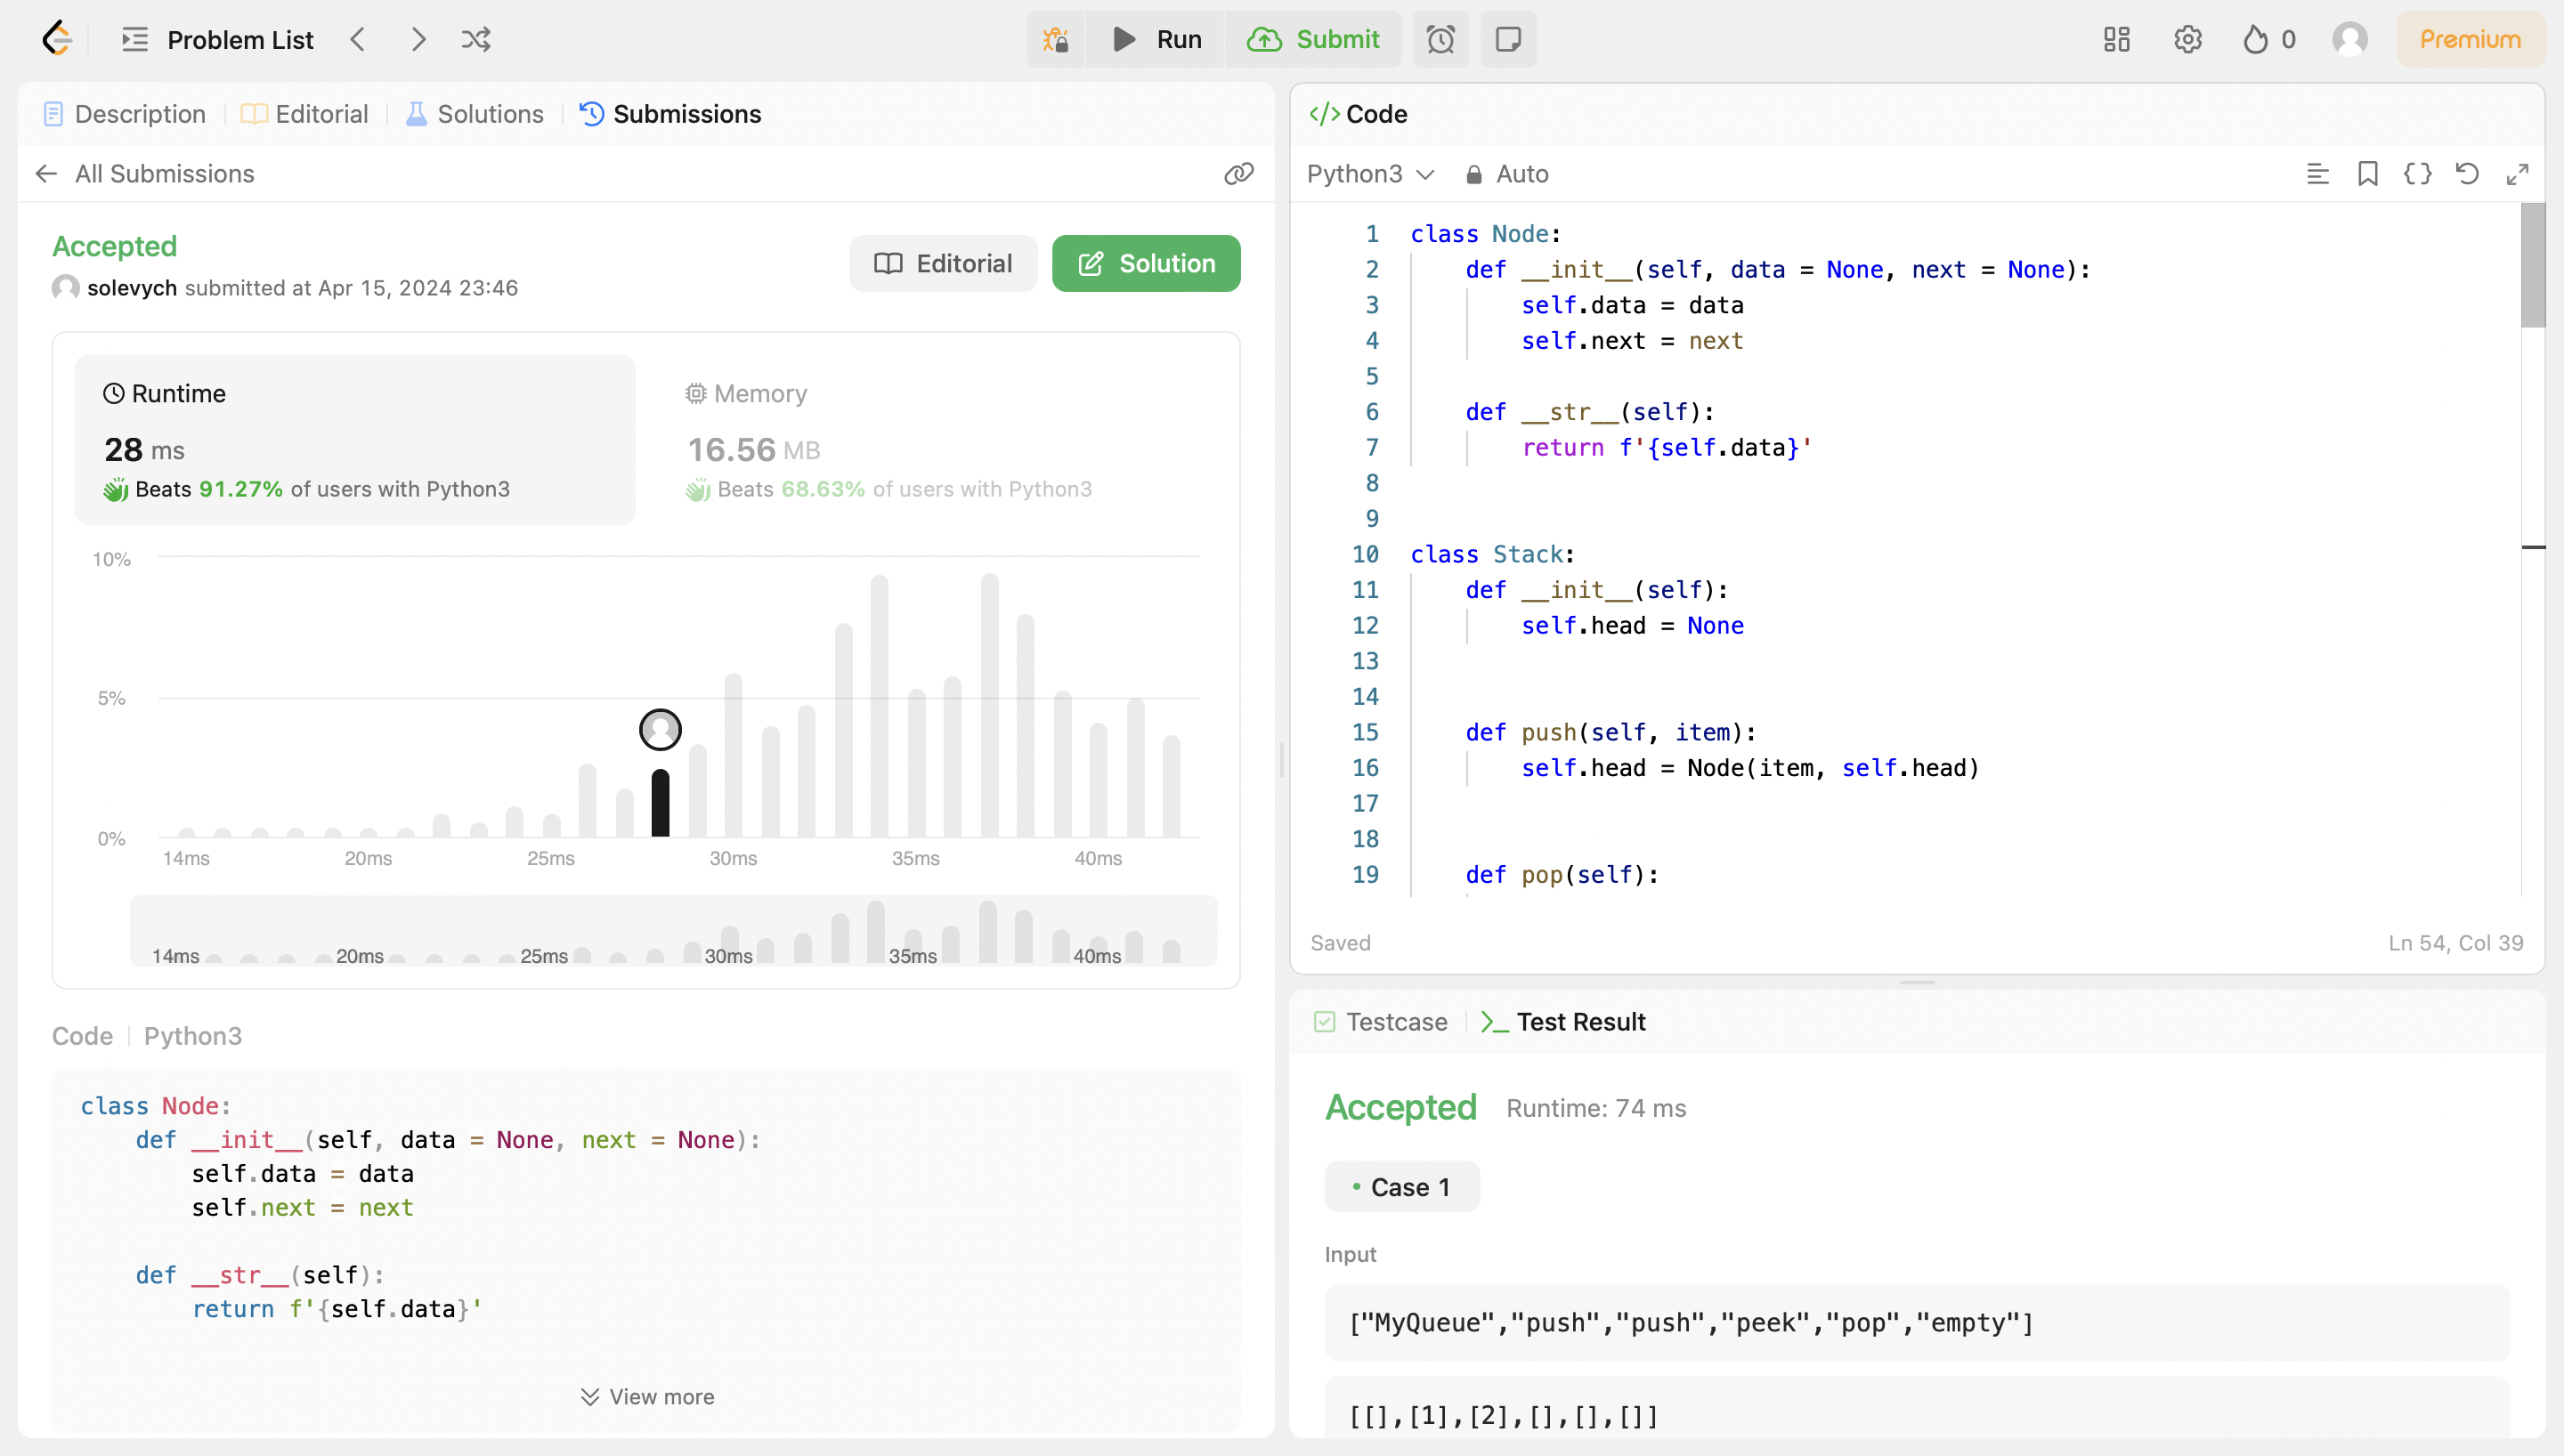 Problem List
Run
Submit
0
Premium
Description
Editorial
Solutions
Submissions
All Submissions
Accepted
solevych submitted at Apr 15, 2024 23:46
Editorial
Solution
Runtime
28 ms
Beats 91.27% of users with Python3
Memory
16.56 MB
Beats 68.63% of users with Python3
10%
5%
0%
14ms 20ms 25ms 30ms 35ms 40ms
14ms 20ms 25ms 30ms 35ms 40ms
Code | Python3
class Node:
    def __init__(self, data = None, next = None):
        self.data = data
        self.next = next

    def __str__(self):
        return f'{self.data}'
View more
</> Code
Python3
Auto
1 class Node:
2     def __init__(self, data = None, next = None):
3         self.data = data
4         self.next = next
5
6     def __str__(self):
7         return f'{self.data}'
8
9
10 class Stack:
11     def __init__(self):
12         self.head = None
13
14
15     def push(self, item):
16         self.head = Node(item, self.head)
17
18
19     def pop(self):
Saved
Ln 54, Col 39
Testcase
Test Result
Accepted
Runtime: 74 ms
• Case 1
Input
["MyQueue","push","push","peek","pop","empty"]
[[],[1],[2],[],[],[]]